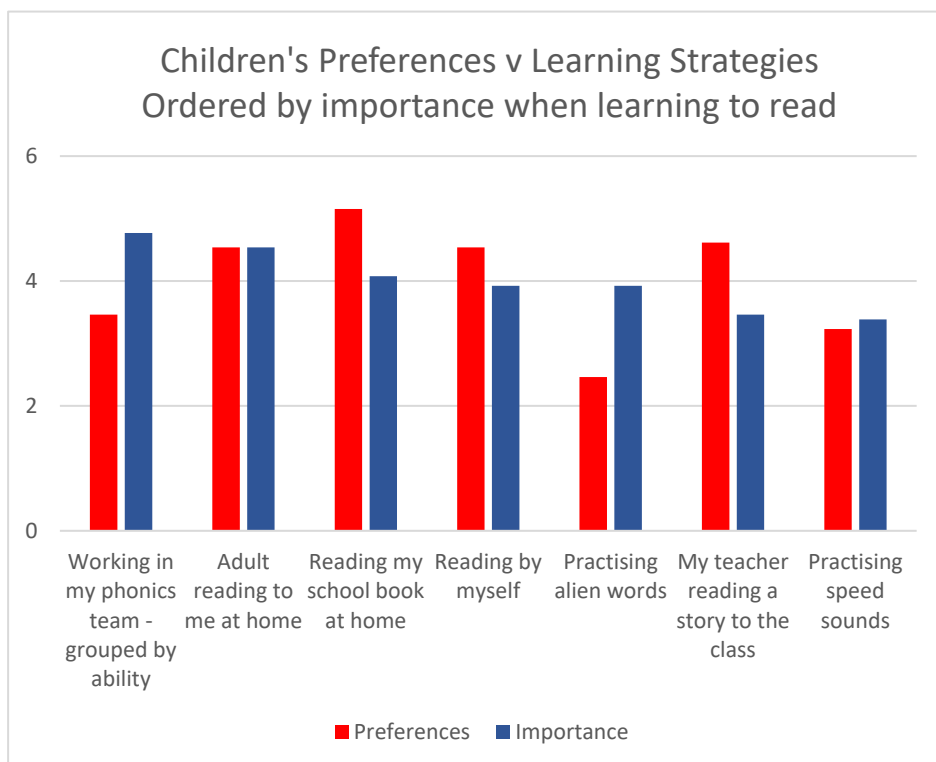 Children's Preferences v Learning Strategies
Ordered by importance when learning to read
6
4
2
0
Working in
my phonics
team -
grouped by
ability
Adult
reading to
me at home
Reading my
school book
at home
Reading by
myself
Practising
alien words
My teacher
reading a
story to the
class
Practising
speed
sounds
Preferences
Importance